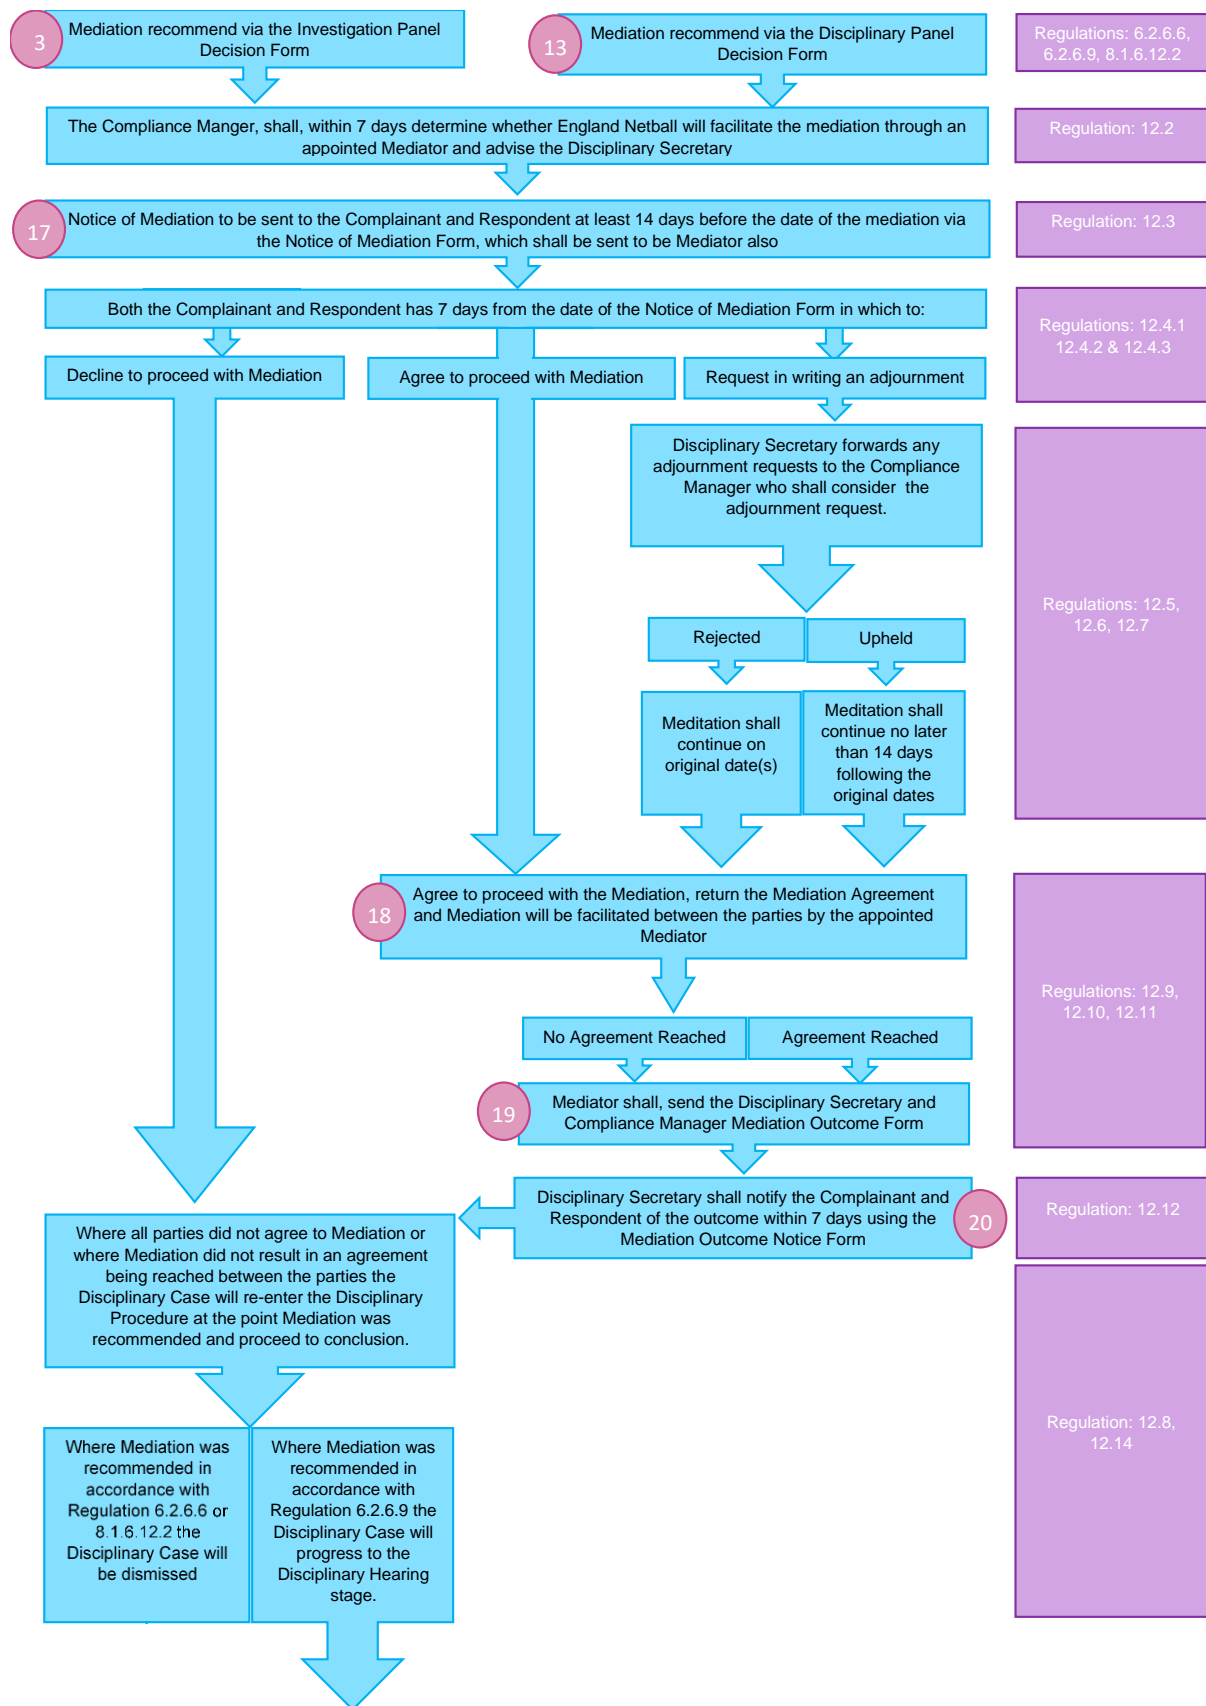 3
Mediation recommend via the Investigation Panel
Decision Form
13
Mediation recommend via the Disciplinary Panel
Decision Form
Regulations: 6.2.6.6,
6.2.6.9, 8.1.6.12.2
The Compliance Manger, shall, within 7 days determine whether England Netball will facilitate the mediation through an
appointed Mediator and advise the Disciplinary Secretary
Regulation: 12.2
17
Notice of Mediation to be sent to the Complainant and Respondent at least 14 days before the date of the mediation via
the Notice of Mediation Form, which shall be sent to be Mediator also
Regulation: 12.3
Both the Complainant and Respondent has 7 days from the date of the Notice of Mediation Form in which to:
Regulations: 12.4.1
12.4.2 & 12.4.3
Decline to proceed with Mediation
Agree to proceed with Mediation
Request in writing an adjournment
Disciplinary Secretary forwards any
adjournment requests to the Compliance
Manager who shall consider the
adjournment request.
Regulations: 12.5,
12.6, 12.7
Rejected
Upheld
Meditation shall
continue on
original date(s)
Meditation shall
continue no later
than 14 days
following the
original dates
18
Agree to proceed with the Mediation, return the Mediation Agreement
and Mediation will be facilitated between the parties by the appointed
Mediator
Regulations: 12.9,
12.10, 12.11
No Agreement Reached
Agreement Reached
19
Mediator shall, send the Disciplinary Secretary and
Compliance Manager Mediation Outcome Form
Disciplinary Secretary shall notify the Complainant and
Respondent of the outcome within 7 days using the
Mediation Outcome Notice Form
20
Regulation: 12.12
Where all parties did not agree to Mediation or
where Mediation did not result in an agreement
being reached between the parties the
Disciplinary Case will re-enter the Disciplinary
Procedure at the point Mediation was
recommended and proceed to conclusion.
Regulation: 12.8,
12.14
Where Mediation was
recommended in
accordance with
Regulation 6.2.6.6 or
8.1.6.12.2 the
Disciplinary Case will
be dismissed
Where Mediation was
recommended in
accordance with
Regulation 6.2.6.9 the
Disciplinary Case will
progress to the
Disciplinary Hearing
stage.